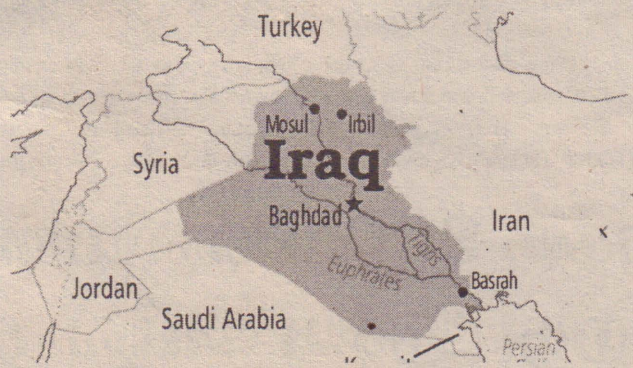 Turkey
Mosul
Irbil
Iraq
Syria
Baghdad
Iran
Tigris
Euphrates
Basrah
Jordan
Saudi Arabia
Persian